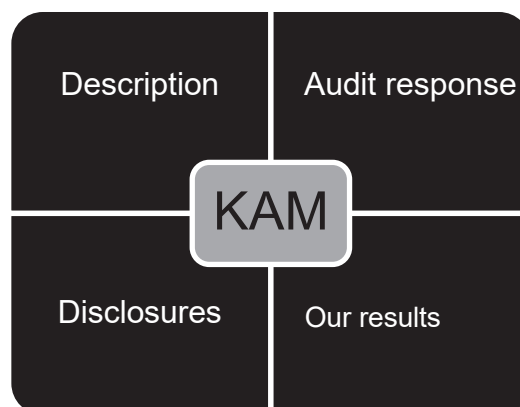 Description
Audit response
KAM
Disclosures
Our results